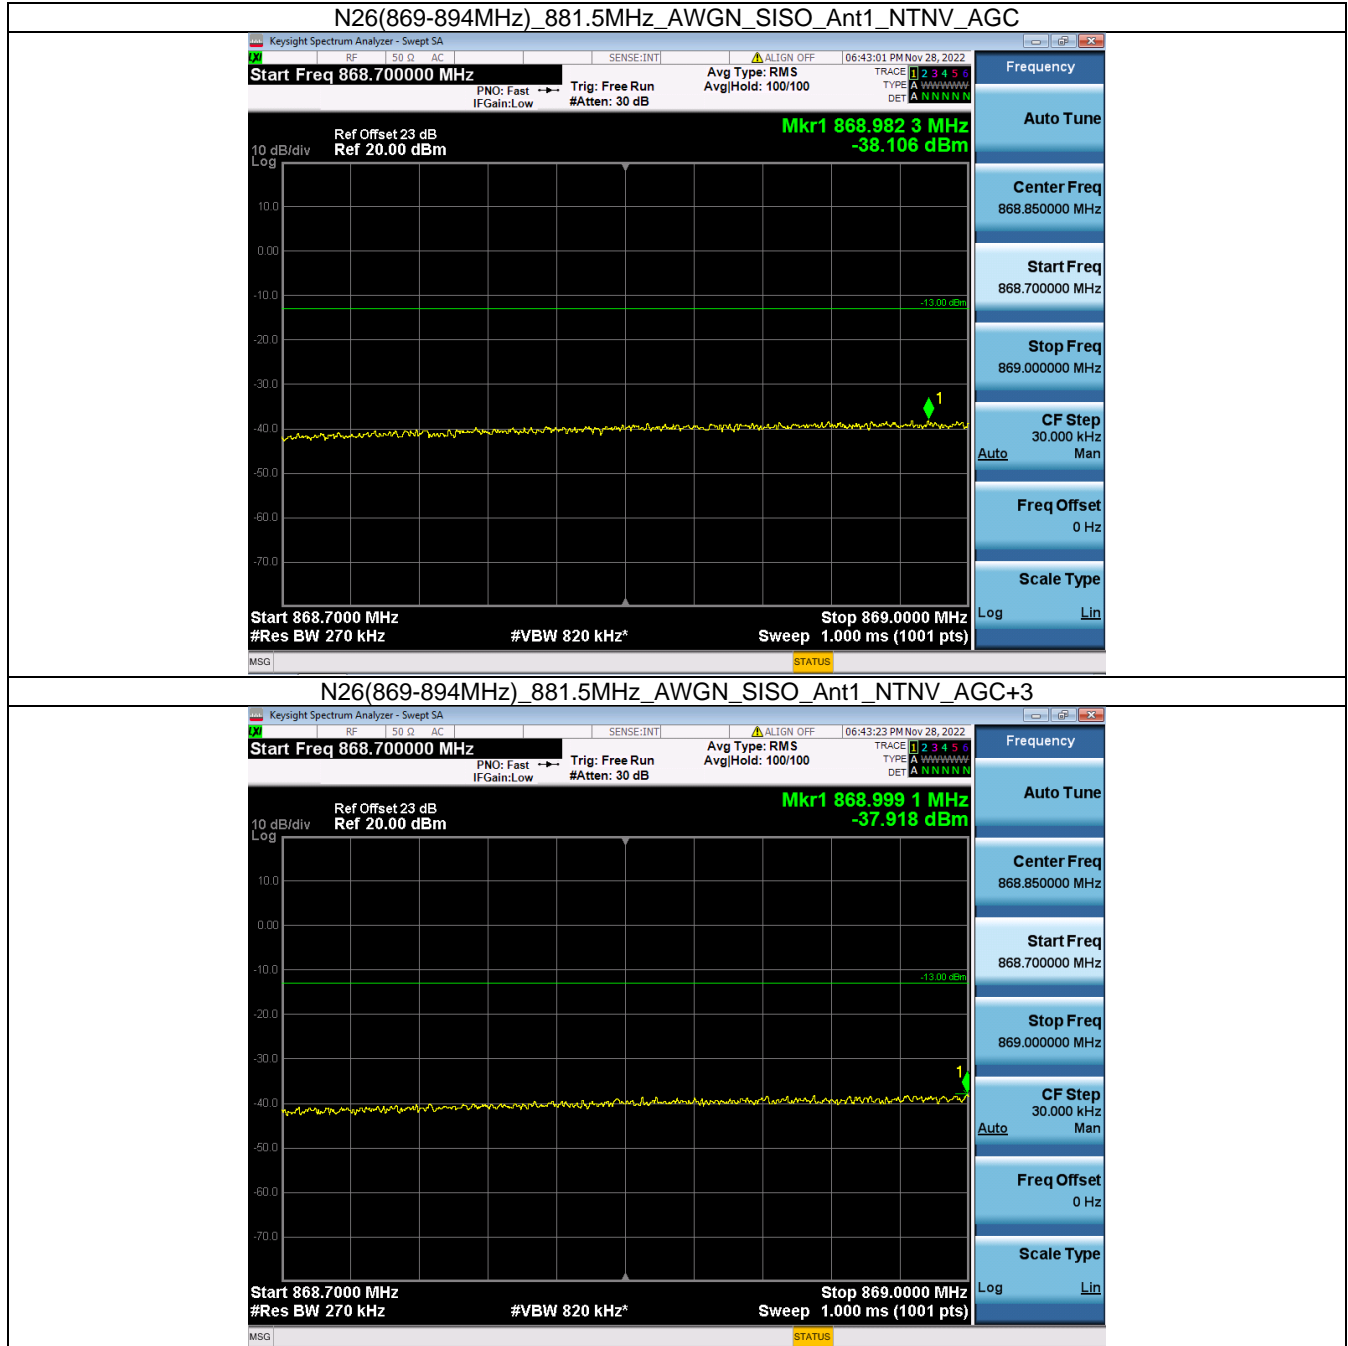 N26(869-894MHz)_881.5MHz_AWGN_SISO_Ant1_NTNV_AGC
Keysight Spectrum Analyzer - Swept SA
LXI RF 50 Ω AC SENSE:INT ALIGN OFF 06:43:01 PM Nov 28, 2022
Start Freq 868.700000 MHz
PNO: Fast
IFGain:Low
Trig: Free Run
#Atten: 30 dB
Avg Type: RMS
Avg|Hold: 100/100
TRACE 1 2 3 4 5 6
TYPE A WWWWW
DET A N N N N N
Mkr1 868.982 3 MHz
-38.106 dBm
Ref Offset 23 dB
10 dB/div Ref 20.00 dBm
Log
10.0
0.00
-10.0
-13.00 dBm
-20.0
-30.0
1
-40.0
-50.0
-60.0
-70.0
Start 868.7000 MHz Stop 869.0000 MHz
#Res BW 270 kHz #VBW 820 kHz* Sweep 1.000 ms (1001 pts)
MSG STATUS
Frequency
Auto Tune
Center Freq
868.850000 MHz
Start Freq
868.700000 MHz
Stop Freq
869.000000 MHz
CF Step
30.000 kHz
Auto Man
Freq Offset
0 Hz
Scale Type
Log Lin
N26(869-894MHz)_881.5MHz_AWGN_SISO_Ant1_NTNV_AGC+3
Keysight Spectrum Analyzer - Swept SA
LXI RF 50 Ω AC SENSE:INT ALIGN OFF 06:43:23 PM Nov 28, 2022
Start Freq 868.700000 MHz
PNO: Fast
IFGain:Low
Trig: Free Run
#Atten: 30 dB
Avg Type: RMS
Avg|Hold: 100/100
TRACE 1 2 3 4 5 6
TYPE A WWWWW
DET A N N N N N
Mkr1 868.999 1 MHz
-37.918 dBm
Ref Offset 23 dB
10 dB/div Ref 20.00 dBm
Log
10.0
0.00
-10.0
-13.00 dBm
-20.0
-30.0
1
-40.0
-50.0
-60.0
-70.0
Start 868.7000 MHz Stop 869.0000 MHz
#Res BW 270 kHz #VBW 820 kHz* Sweep 1.000 ms (1001 pts)
MSG STATUS
Frequency
Auto Tune
Center Freq
868.850000 MHz
Start Freq
868.700000 MHz
Stop Freq
869.000000 MHz
CF Step
30.000 kHz
Auto Man
Freq Offset
0 Hz
Scale Type
Log Lin